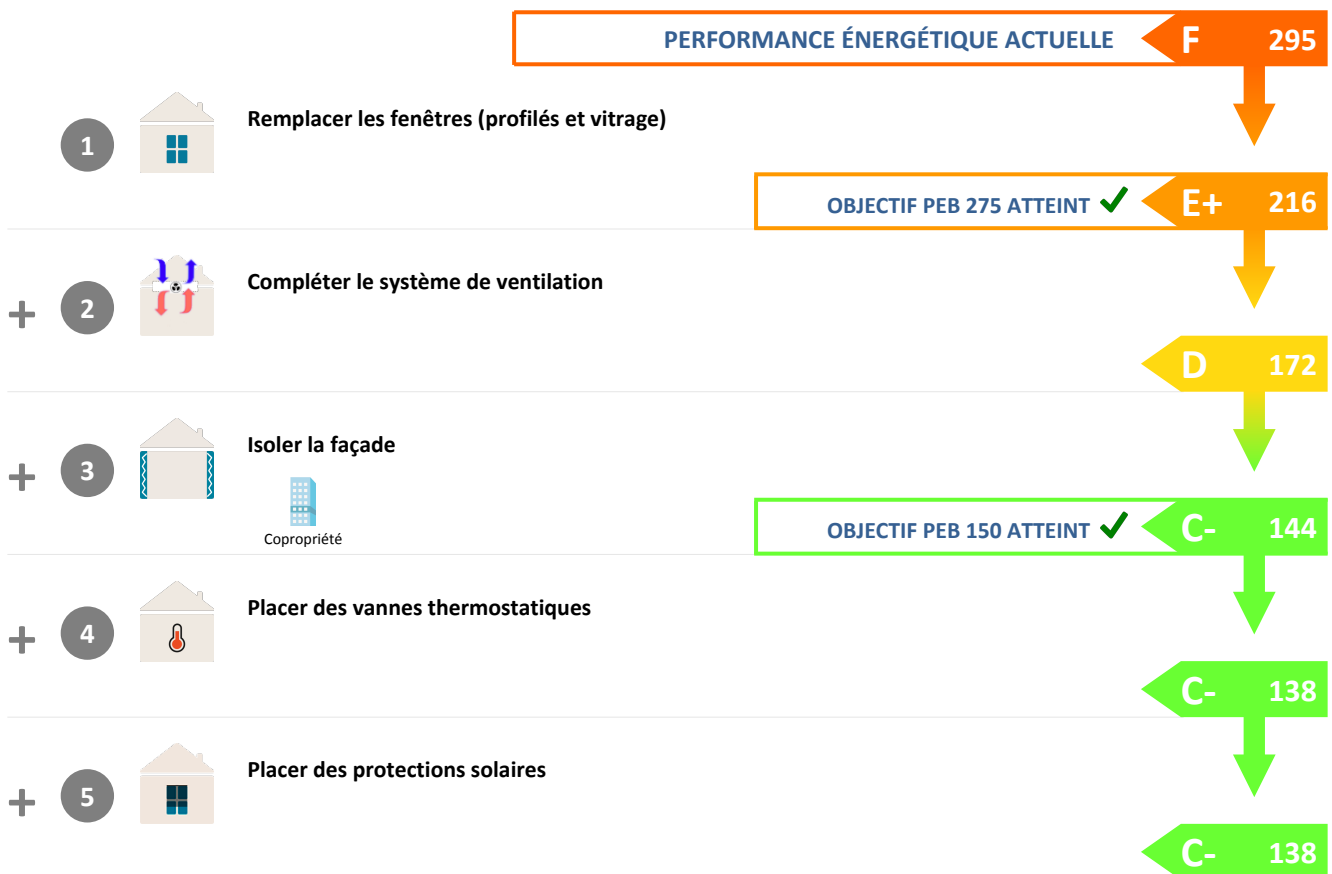 PERFORMANCE ÉNERGÉTIQUE ACTUELLE F 295
1 Remplacer les fenêtres (profilés et vitrage)
OBJECTIF PEB 275 ATTEINT ✔ E+ 216
+ 2 Compléter le système de ventilation
D 172
+ 3 Isoler la façade
Copropriété
OBJECTIF PEB 150 ATTEINT ✔ C- 144
+ 4 Placer des vannes thermostatiques
C- 138
+ 5 Placer des protections solaires
C- 138